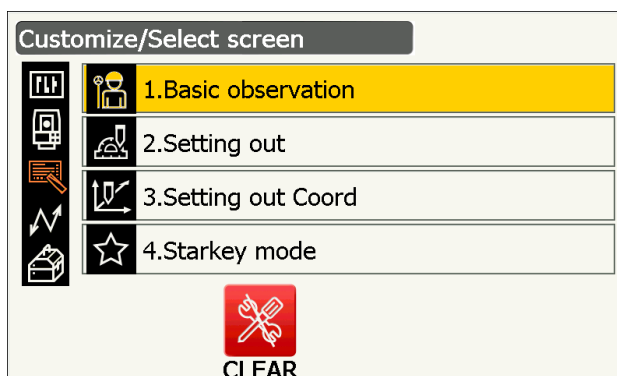 Customize/Select screen
1.Basic observation
2.Setting out
3.Setting out Coord
4.Starkey mode
CLEAR